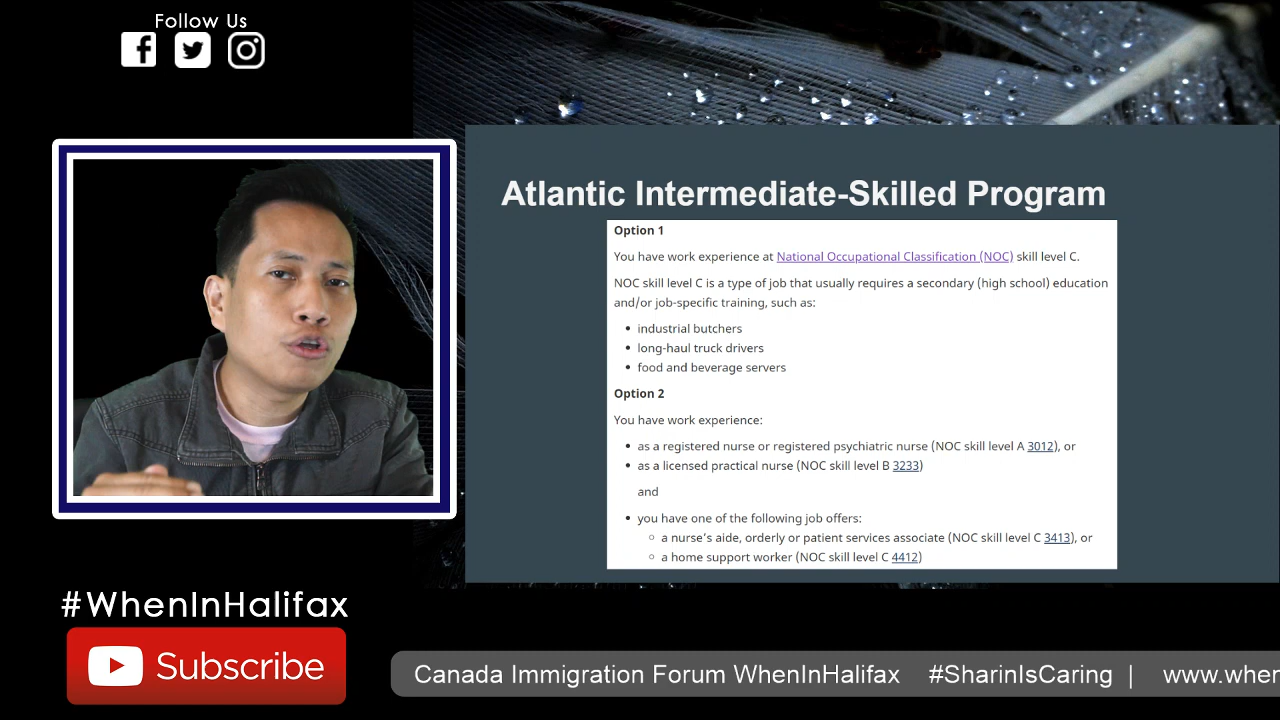 Follow Us
Atlantic Intermediate-Skilled Program
Option 1
You have work experience at National Occupational Classification (NOC) skill level C.
NOC skill level C is a type of job that usually requires a secondary (high school) education
and/or job-specific training, such as:
industrial butchers
long-haul truck drivers
food and beverage servers
Option 2
You have work experience:
as a registered nurse or registered psychiatric nurse (NOC skill level A 3012), or
as a licensed practical nurse (NOC skill level B 3233)
and
you have one of the following job offers:
a nurse's aide, orderly or patient services associate (NOC skill level C 3413), or
a home support worker (NOC skill level C 4412)
#WhenInHalifax
Subscribe
Canada Immigration Forum WhenInHalifax #SharinIsCaring | www.when